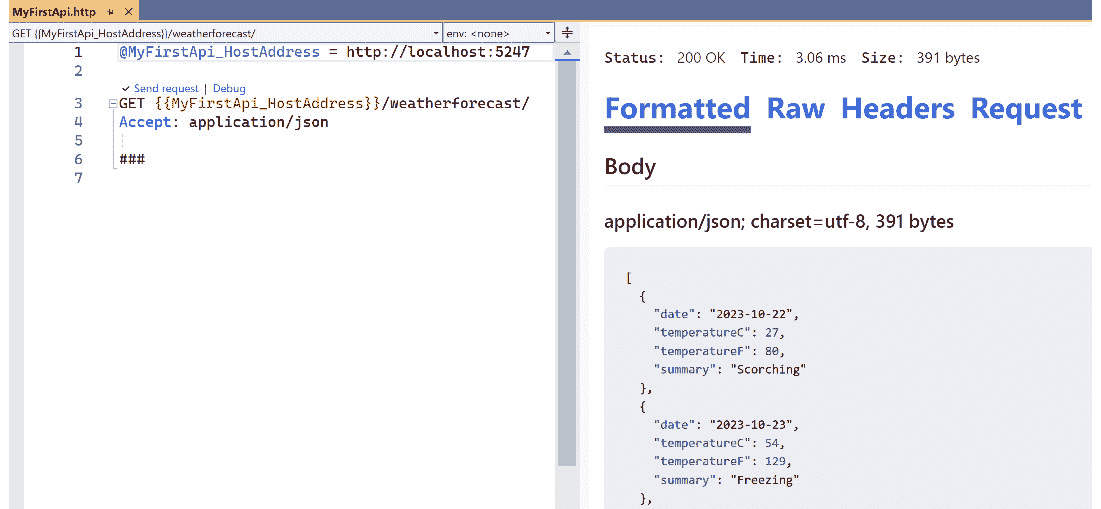 MyFirstApi.http
GET {{MyFirstApi_HostAddress}}/weatherforecast/
env: <none>
1 @MyFirstApi_HostAddress = http://localhost:5247
2
Send request | Debug
3 GET {{MyFirstApi_HostAddress}}/weatherforecast/
4 Accept: application/json
5
6 ###
7
Status: 200 OK Time: 3.06 ms Size: 391 bytes
Formatted Raw Headers Request
Body
application/json; charset=utf-8, 391 bytes
[
{
"date": "2023-10-22",
"temperatureC": 27,
"temperatureF": 80,
"summary": "Scorching"
},
{
"date": "2023-10-23",
"temperatureC": 54,
"temperatureF": 129,
"summary": "Freezing"
},